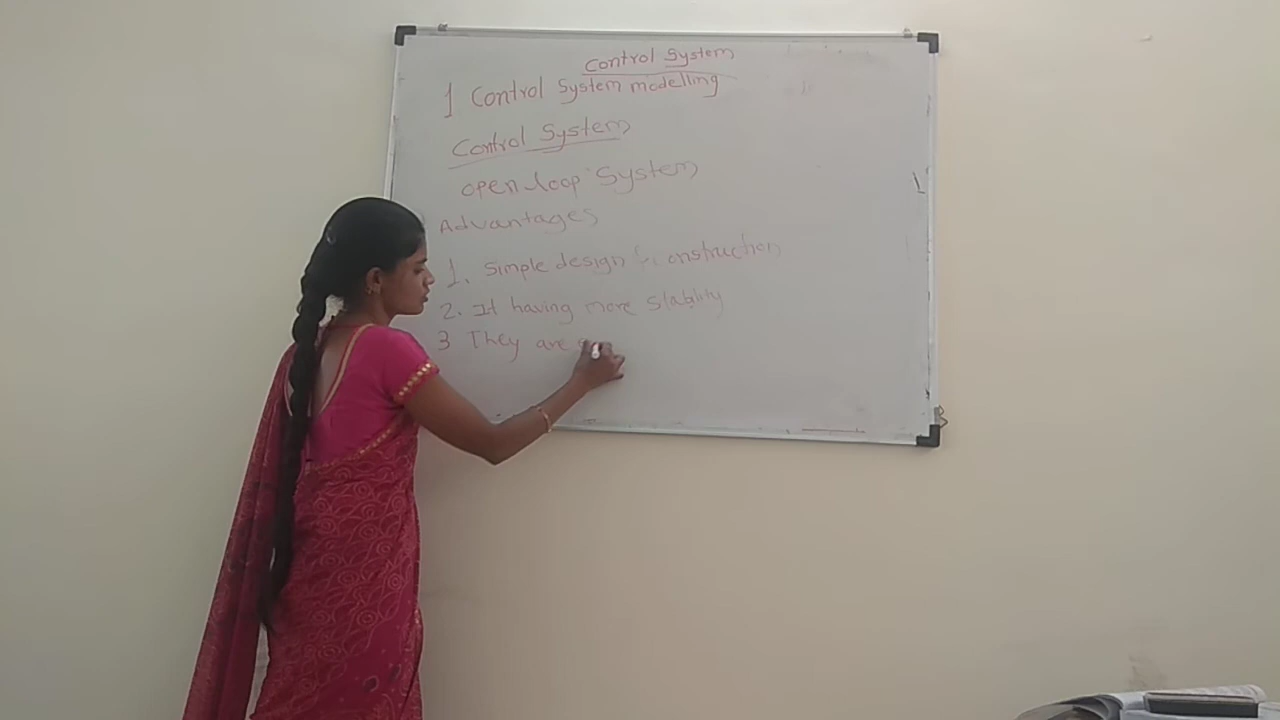 Control System
1 Control System modelling
Control System
open loop System
Advantages
1. Simple design & construction
2. It having more Stability
3 They are